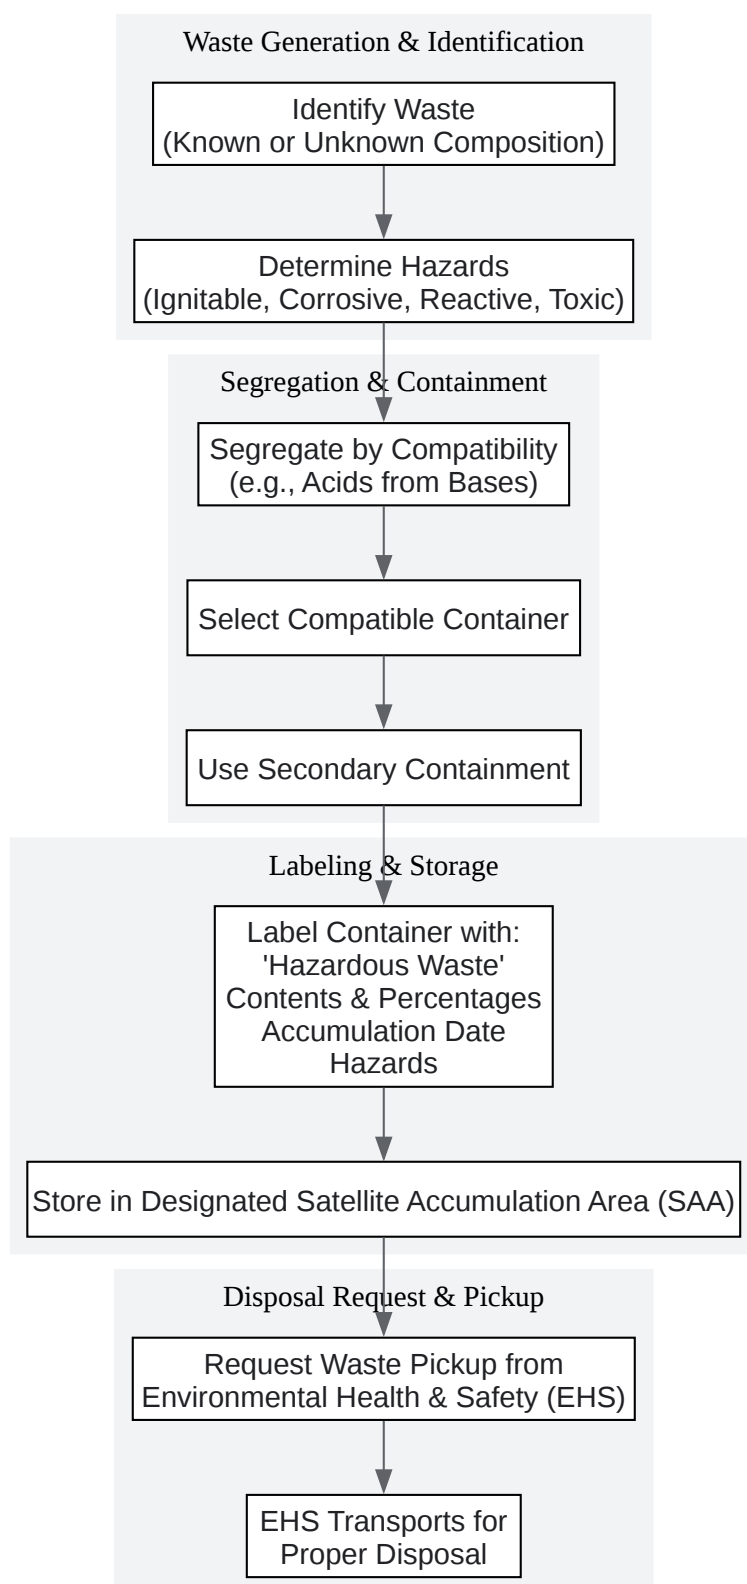 Waste Generation & Identification
Identify Waste
(Known or Unknown Composition)
Determine Hazards
(Ignitable, Corrosive, Reactive, Toxic)
Segregation & Containment
Segregate by Compatibility
(e.g., Acids from Bases)
Select Compatible Container
Use Secondary Containment
Labeling & Storage
Label Container with:
'Hazardous Waste'
Contents & Percentages
Accumulation Date
Hazards
Store in Designated Satellite Accumulation Area (SAA)
Disposal Request & Pickup
Request Waste Pickup from
Environmental Health & Safety (EHS)
EHS Transports for
Proper Disposal